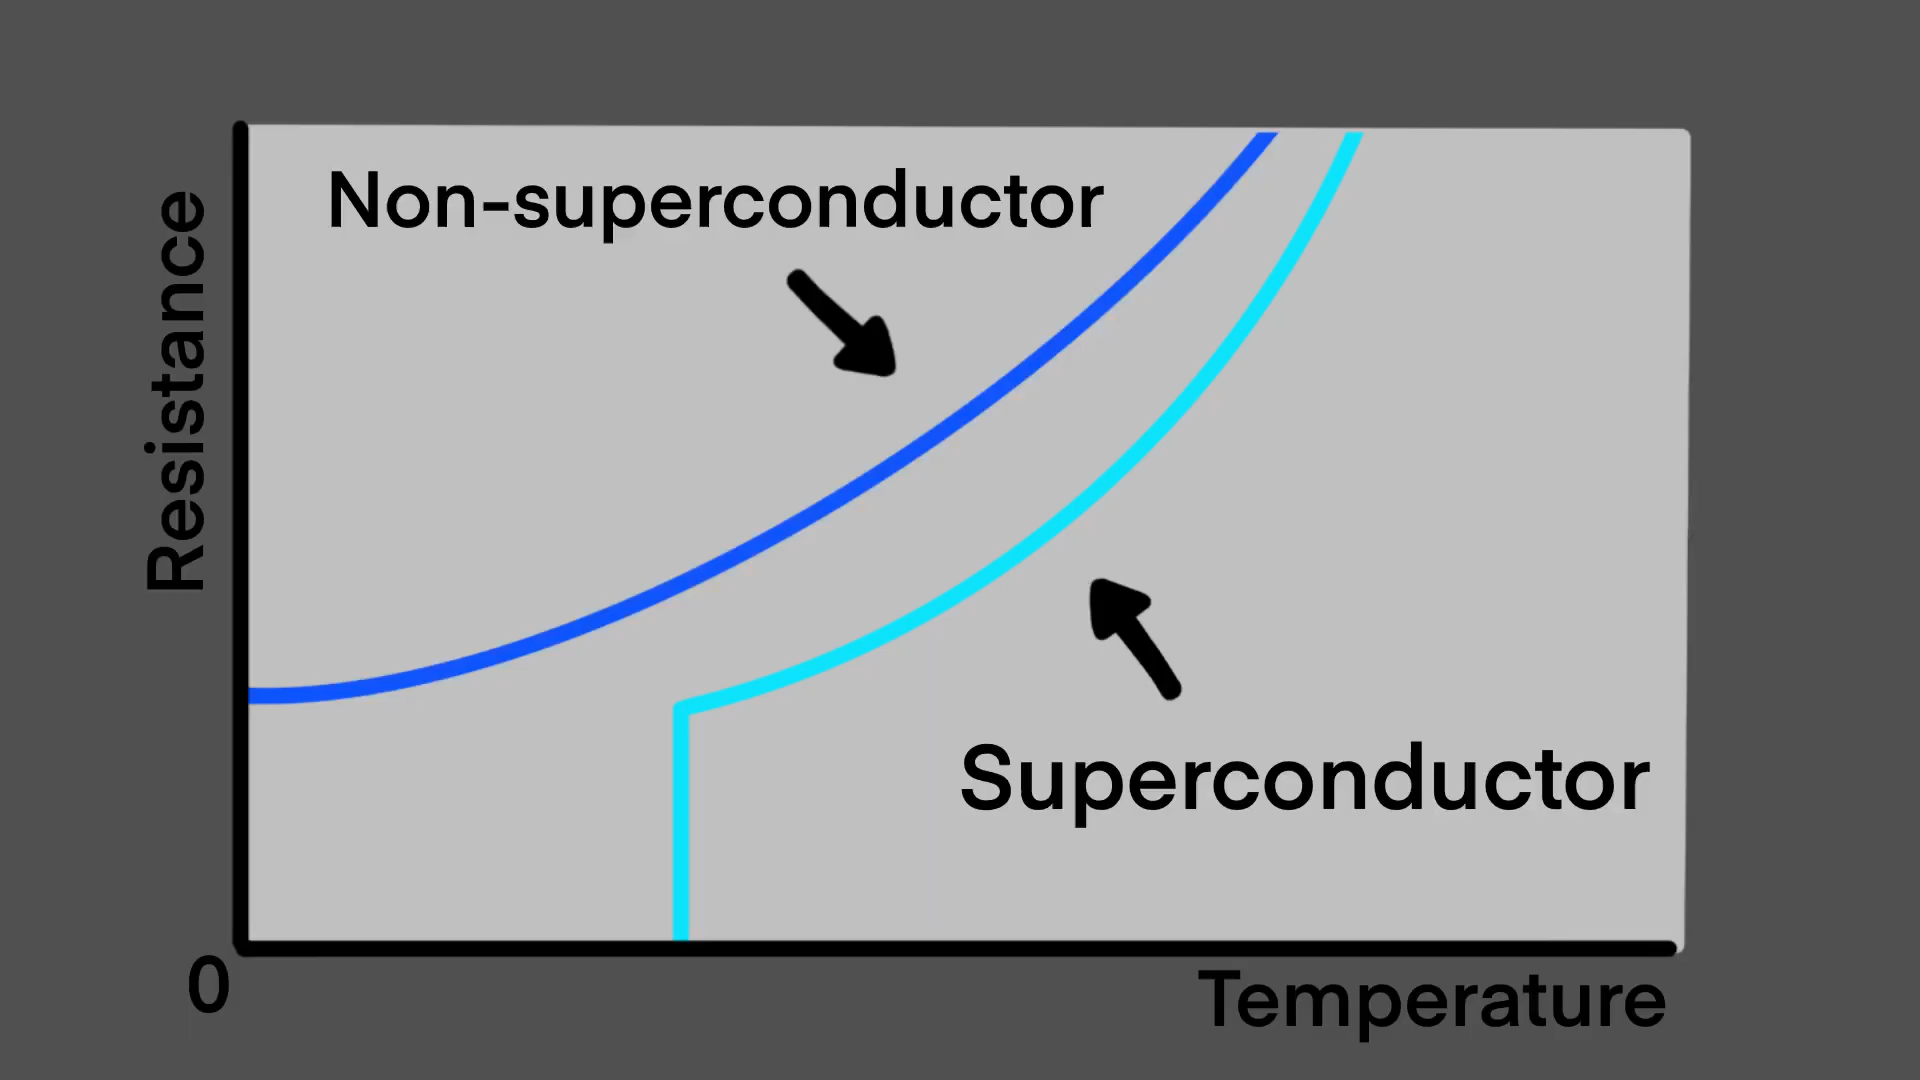 Non-superconductor
Resistance
Superconductor
0
Temperature